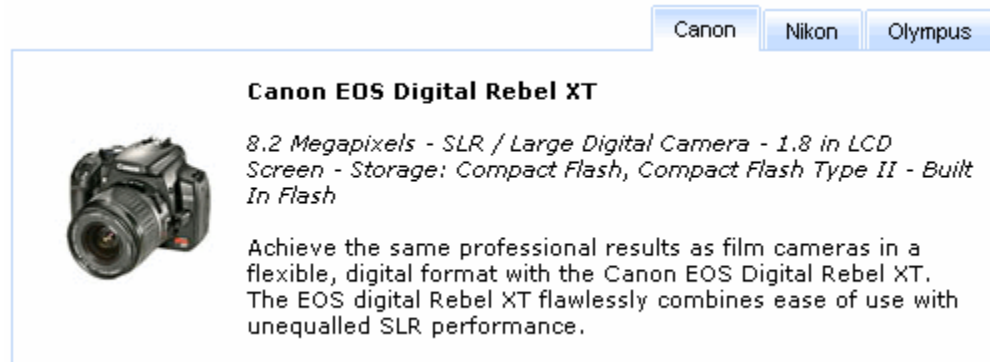 Canon Nikon Olympus
Canon EOS Digital Rebel XT
8.2 Megapixels - SLR / Large Digital Camera - 1.8 in LCD
Screen - Storage: Compact Flash, Compact Flash Type II - Built
In Flash
Achieve the same professional results as film cameras in a
flexible, digital format with the Canon EOS Digital Rebel XT.
The EOS digital Rebel XT flawlessly combines ease of use with
unequalled SLR performance.